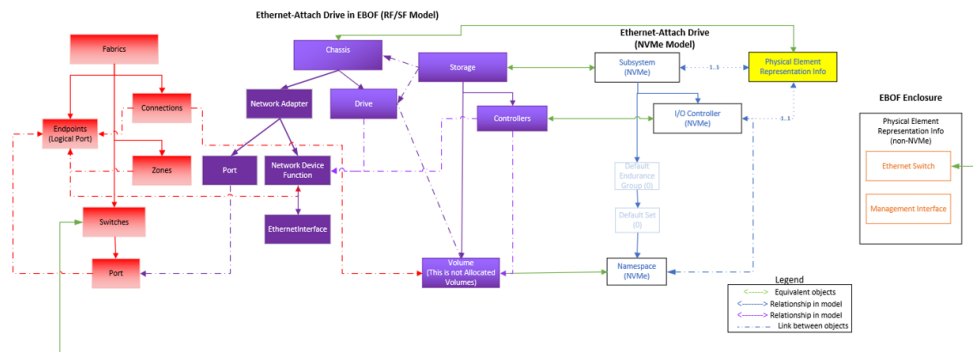 Ethernet-Attach Drive in EBOF (RF/SF Model)
Ethernet-Attach Drive
(NVMe Model)
Fabrics
Chassis
Storage
Subsystem
(NVMe)
1..1
Physical Element
Representation Info
Connections
Network Adapter
Drive
Controllers
I/O Controller
(NVMe)
1..1
Endpoints
(Logical Port)
EBOF Enclosure
Physical Element
Representation Info
(non-NVMe)
Ethernet Switch
Management Interface
Zones
Port
Network Device
Function
Default
Endurance
Group (0)
Switches
EthernetInterface
Default Set
(0)
Port
Volume
(This is not Allocated
Volumes)
Namespace
(NVMe)
Legend
Equivalent objects
Relationship in model
Relationship in model
Link between objects